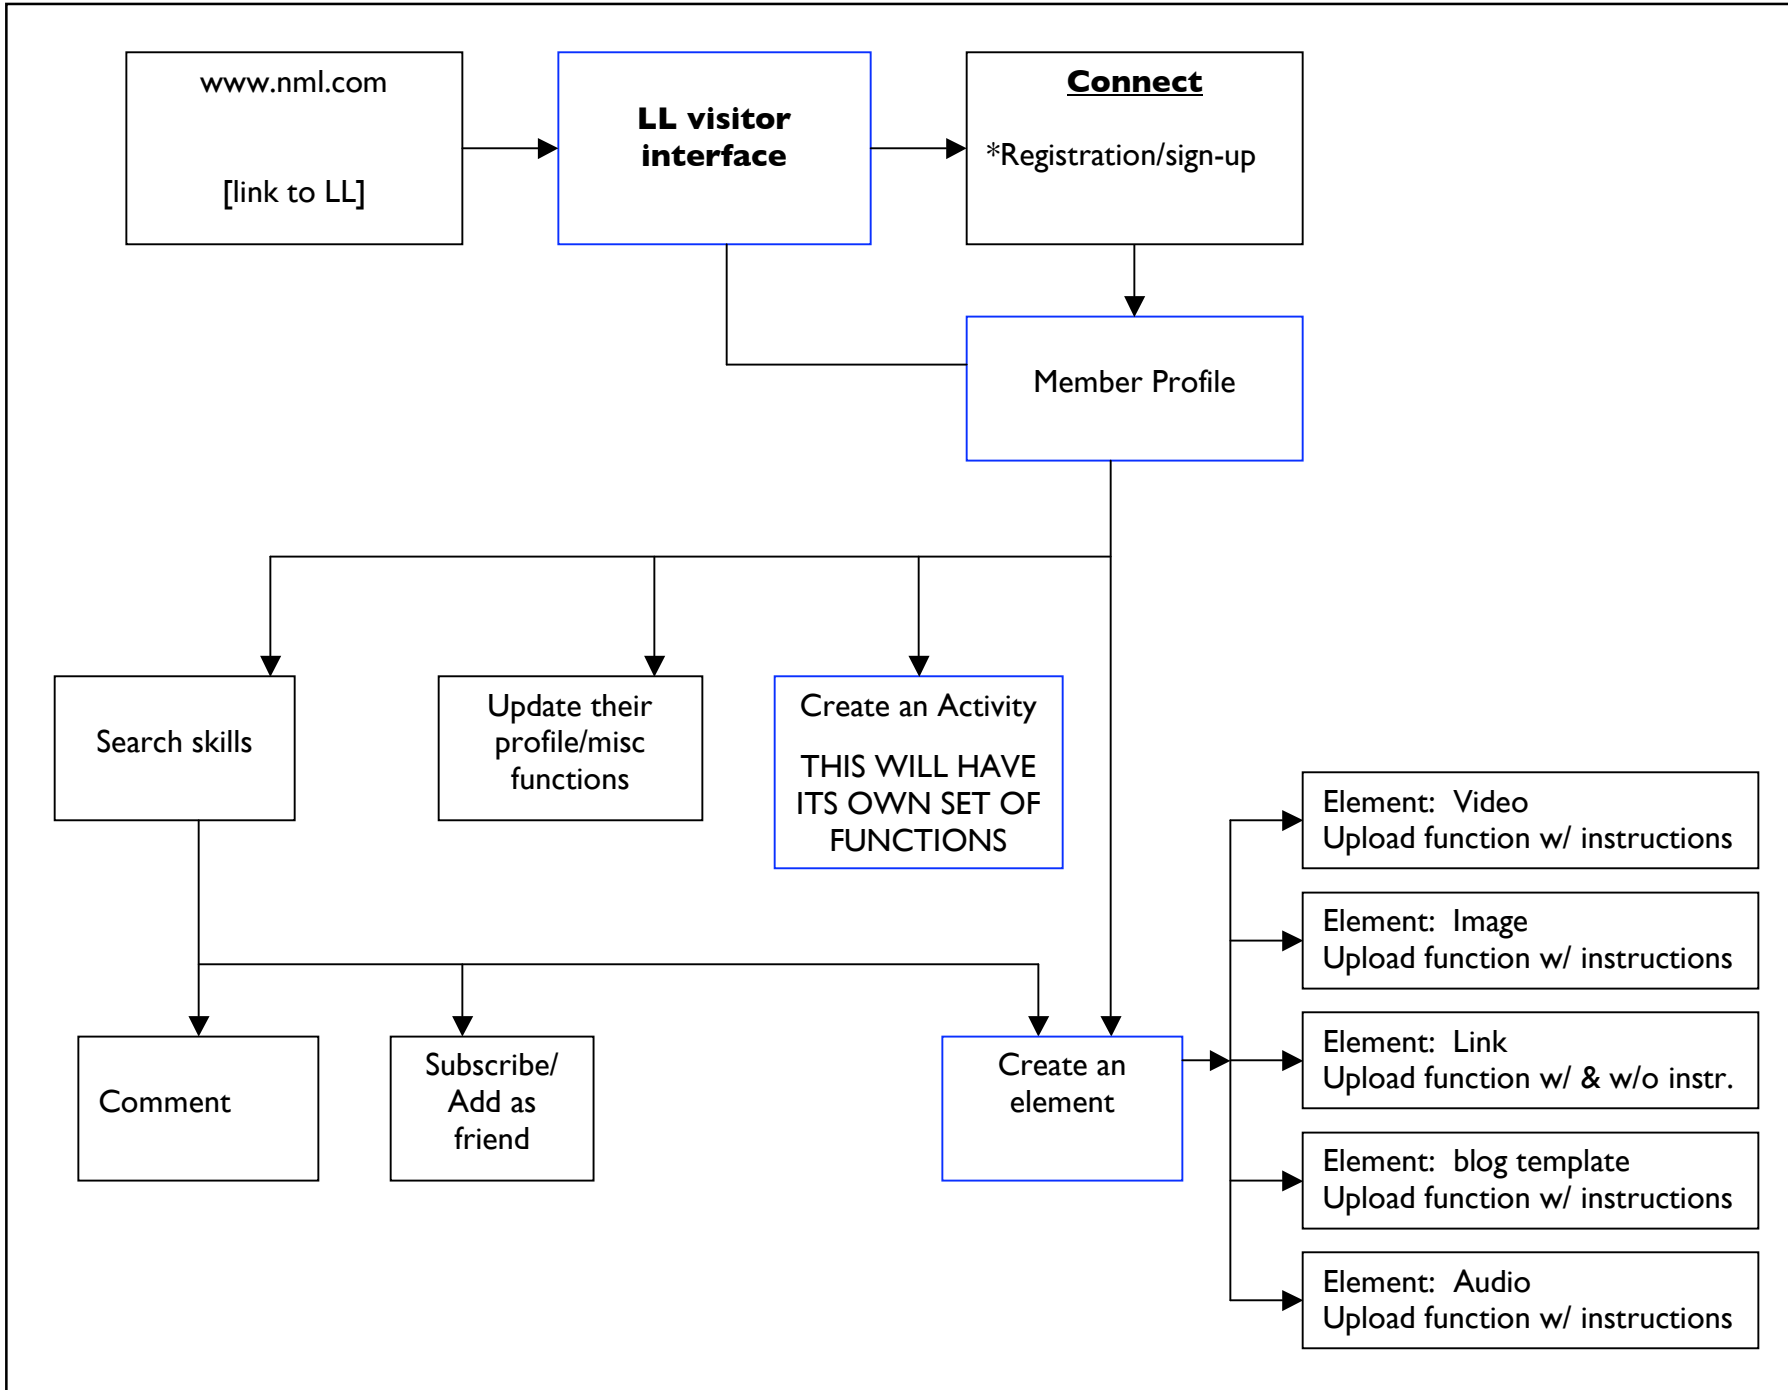 www.nml.com
[link to LL]
LL visitor
interface
Connect
*Registration/sign-up
Member Profile
Search skills
Update their
profile/misc
functions
Create an Activity
THIS WILL HAVE
ITS OWN SET OF
FUNCTIONS
Element:  Video
Upload function w/ instructions
Element:  Image
Upload function w/ instructions
Element:  Link
Upload function w/ & w/o instr.
Element:  blog template
Upload function w/ instructions
Element:  Audio
Upload function w/ instructions
Comment
Subscribe/
Add as
friend
Create an
element